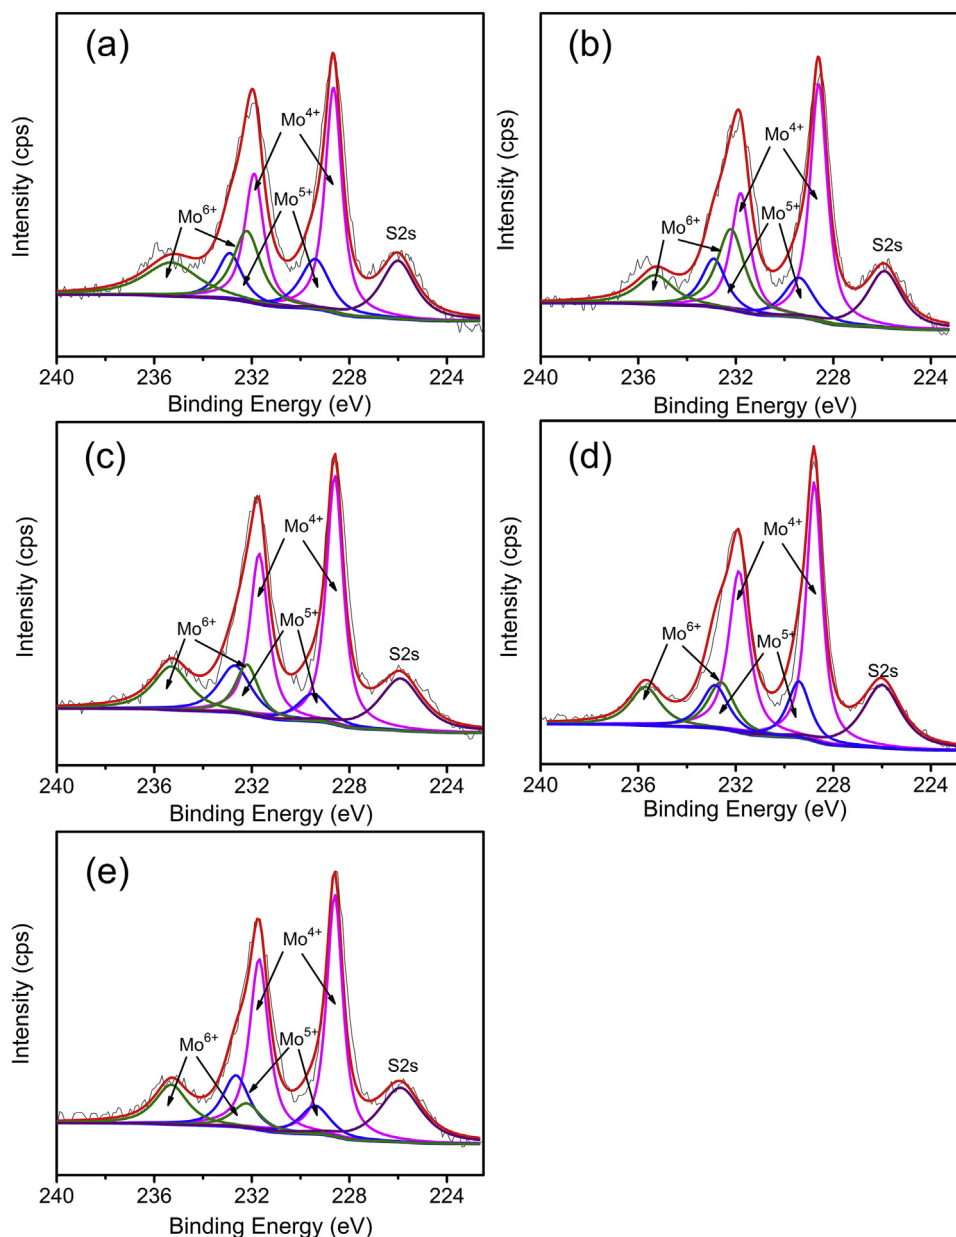 (a)
Mo4+
Mo5+
Mo6+
S2s
Intensity (cps)
240 236 232 228 224
Binding Energy (eV)
(b)
Mo4+
Mo5+
Mo6+
S2s
Intensity (cps)
240 236 232 228 224
Binding Energy (eV)
(c)
Mo4+
Mo5+
Mo6+
S2s
Intensity (cps)
240 236 232 228 224
Binding Energy (eV)
(d)
Mo4+
Mo6+
Mo5+
S2s
Intensity (cps)
240 236 232 228 224
Binding Energy (eV)
(e)
Mo4+
Mo6+
Mo5+
S2s
Intensity (cps)
240 236 232 228 224
Binding Energy (eV)